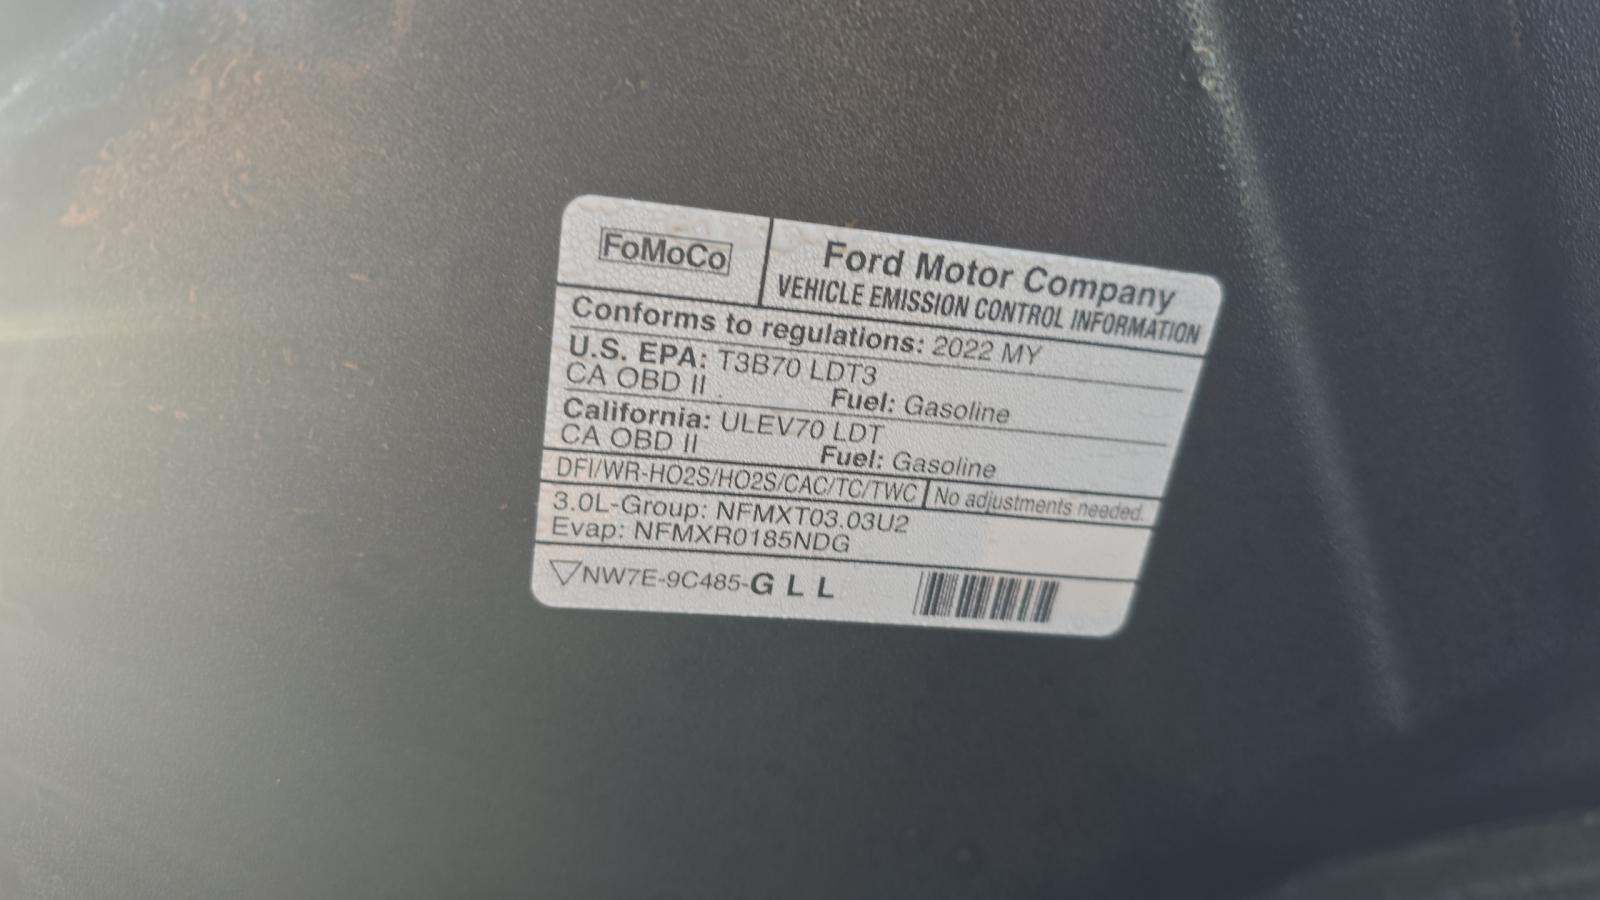 FoMoCo
Ford Motor Company
VEHICLE EMISSION CONTROL INFORMATION
Conforms to regulations: 2022 MY
U.S. EPA: T3B70 LDT3
CA OBD II Fuel: Gasoline
California: ULEV70 LDT
CA OBD II Fuel: Gasoline
DFI/WR-HO2S/HO2S/CAC/TC/TWC No adjustments needed.
3.0L-Group: NFMXT03.03U2
Evap: NFMXR0185NDG
NW7E-9C485-G L L